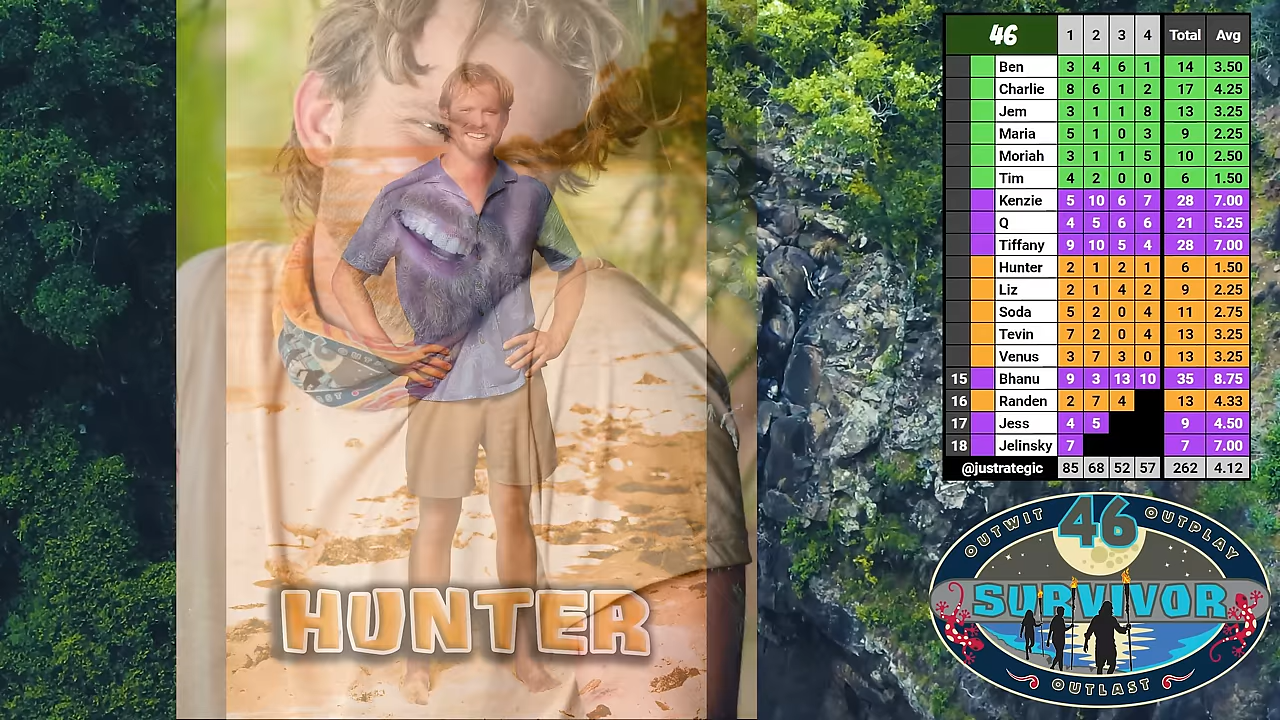 46 1 2 3 4 Total Avg
Ben 3 4 6 1 14 3.50
Charlie 8 6 1 2 17 4.25
Jem 3 1 1 8 13 3.25
Maria 5 1 0 3 9 2.25
Moriah 3 1 1 5 10 2.50
Tim 4 2 0 0 6 1.50
Kenzie 5 10 6 7 28 7.00
Q 4 5 6 6 21 5.25
Tiffany 9 10 5 4 28 7.00
Hunter 2 1 2 1 6 1.50
Liz 2 1 4 2 9 2.25
Soda 5 2 0 4 11 2.75
Tevin 7 2 0 4 13 3.25
Venus 3 7 3 0 13 3.25
15 Bhanu 9 3 13 10 35 8.75
16 Randen 2 7 4 13 4.33
17 Jess 4 5 9 4.50
18 Jelinsky 7 7 7.00
@justrategic 85 68 52 57 262 4.12
HUNTER
OUTWIT 46 OUTPLAY
SURVIVOR
OUTLAST